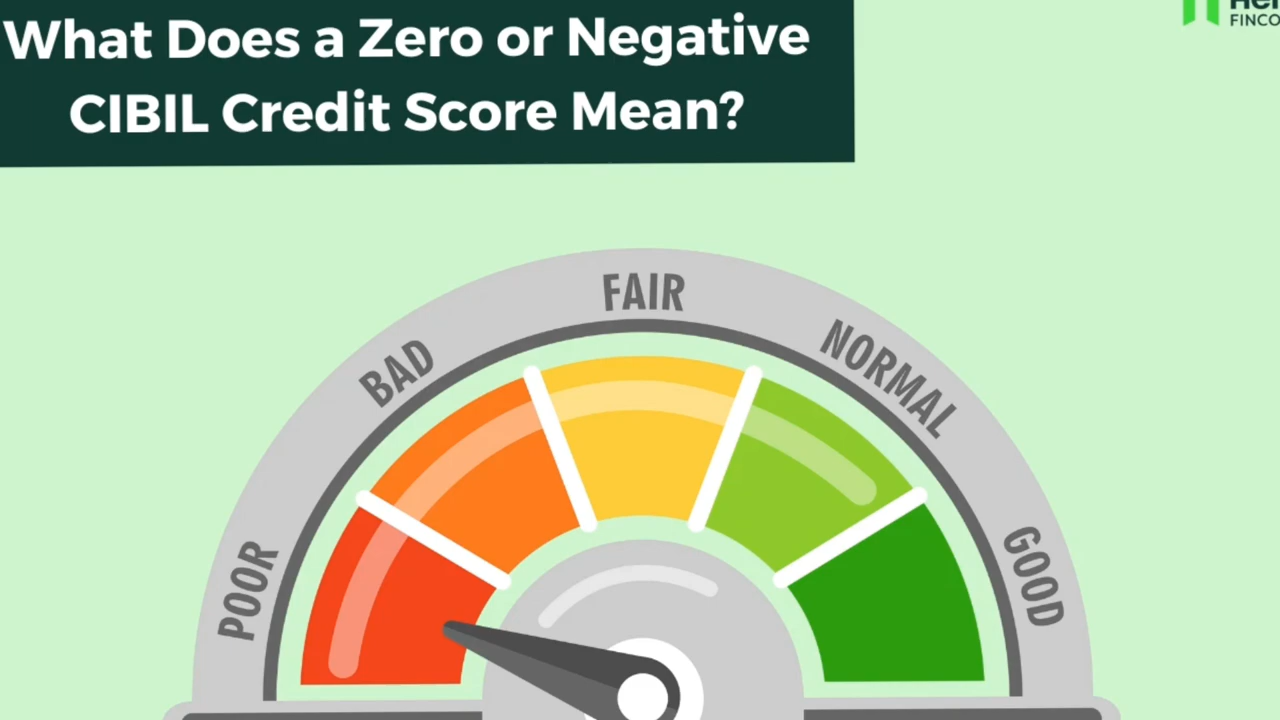 What Does a Zero or Negative
CIBIL Credit Score Mean?
POOR
BAD
FAIR
NORMAL
GOOD